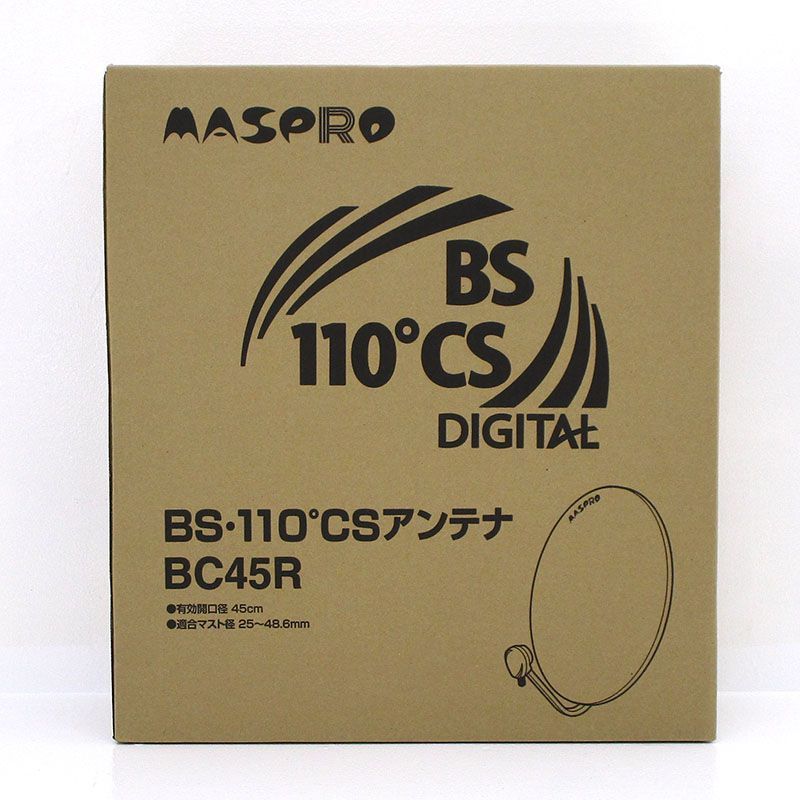 MASPRO
BS
110°CS
DIGITAL
BS・110°CSアンテナ
BC45R
●有効開口径 45cm
●適合マスト径 25～48.6mm
MASPRO